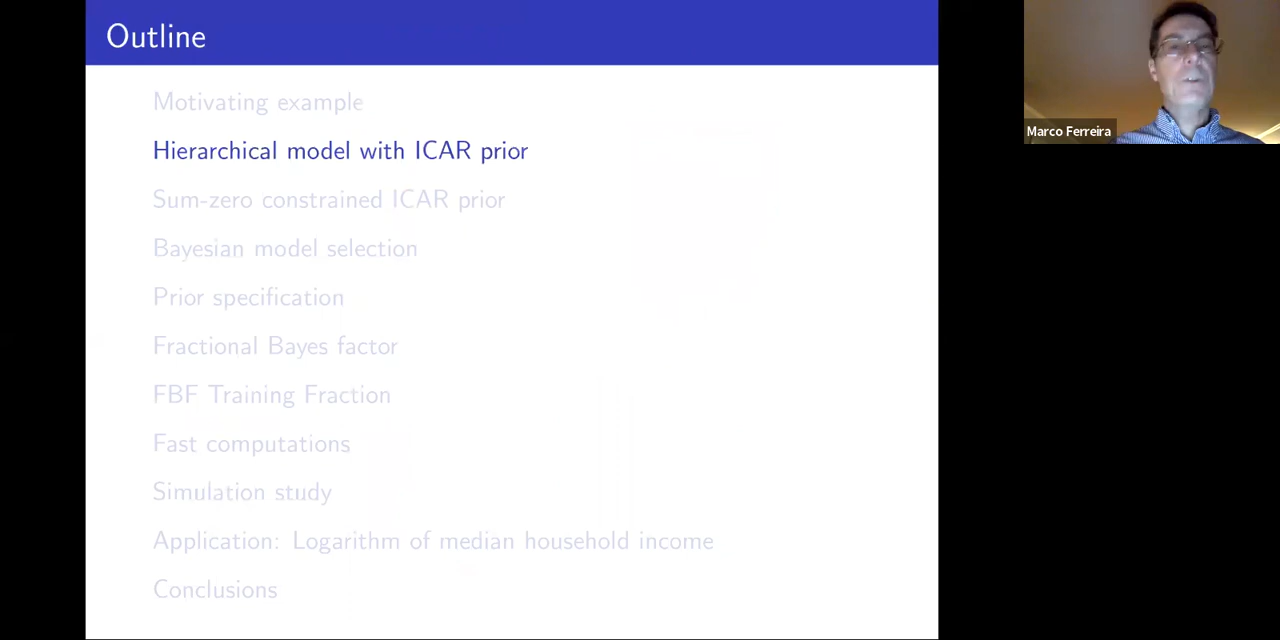 Outline
Motivating example
Hierarchical model with ICAR prior
Sum-zero constrained ICAR prior
Bayesian model selection
Prior specification
Fractional Bayes factor
FBF Training Fraction
Fast computations
Simulation study
Application: Logarithm of median household income
Conclusions
Marco Ferreira